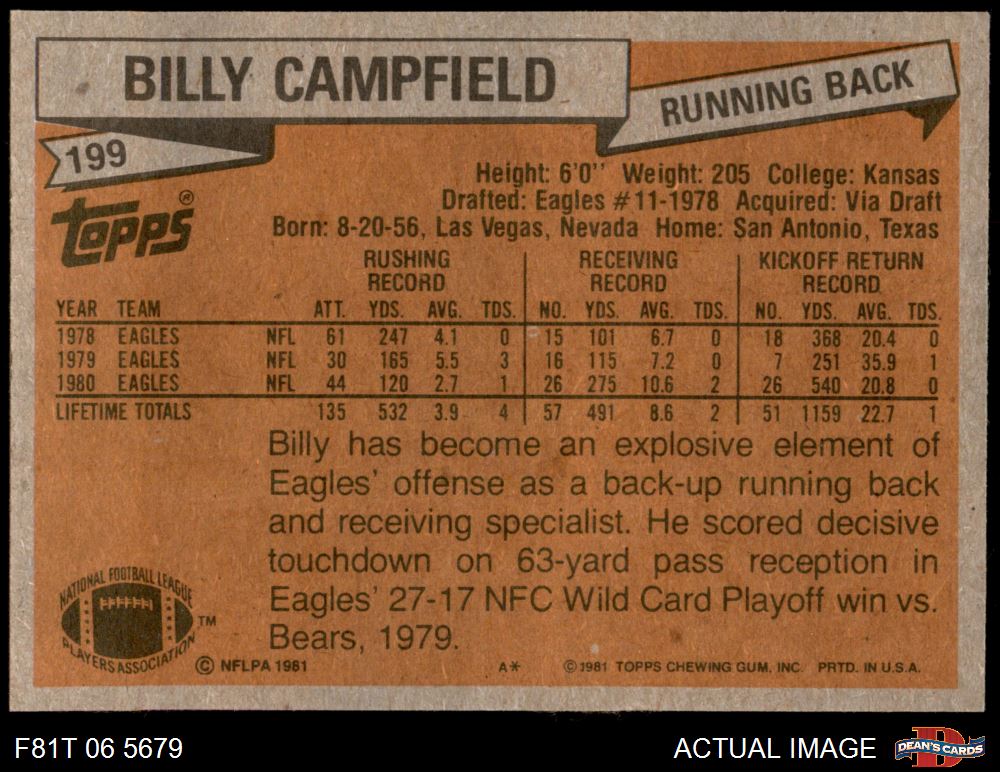 BILLY CAMPFIELD
RUNNING BACK
199
topps®
Height: 6'0'' Weight: 205 College: Kansas
Drafted: Eagles #11-1978 Acquired: Via Draft
Born: 8-20-56, Las Vegas, Nevada Home: San Antonio, Texas
RUSHING RECORD RECEIVING RECORD KICKOFF RETURN RECORD
YEAR TEAM ATT. YDS. AVG. TDS. NO. YDS. AVG. TDS. NO. YDS. AVG. TDS.
1978 EAGLES NFL 61 247 4.1 0 15 101 6.7 0 18 368 20.4 0
1979 EAGLES NFL 30 165 5.5 3 16 115 7.2 0 7 251 35.9 1
1980 EAGLES NFL 44 120 2.7 1 26 275 10.6 2 26 540 20.8 0
LIFETIME TOTALS 135 532 3.9 4 57 491 8.6 2 51 1159 22.7 1
Billy has become an explosive element of
Eagles' offense as a back-up running back
and receiving specialist. He scored decisive
touchdown on 63-yard pass reception in
Eagles' 27-17 NFC Wild Card Playoff win vs.
Bears, 1979.
NATIONAL FOOTBALL LEAGUE
PLAYERS ASSOCIATION
™
© NFLPA 1981 A* © 1981 TOPPS CHEWING GUM, INC. PRTD. IN U.S.A.
F81T 06 5679 ACTUAL IMAGE
D
DEAN'S CARDS